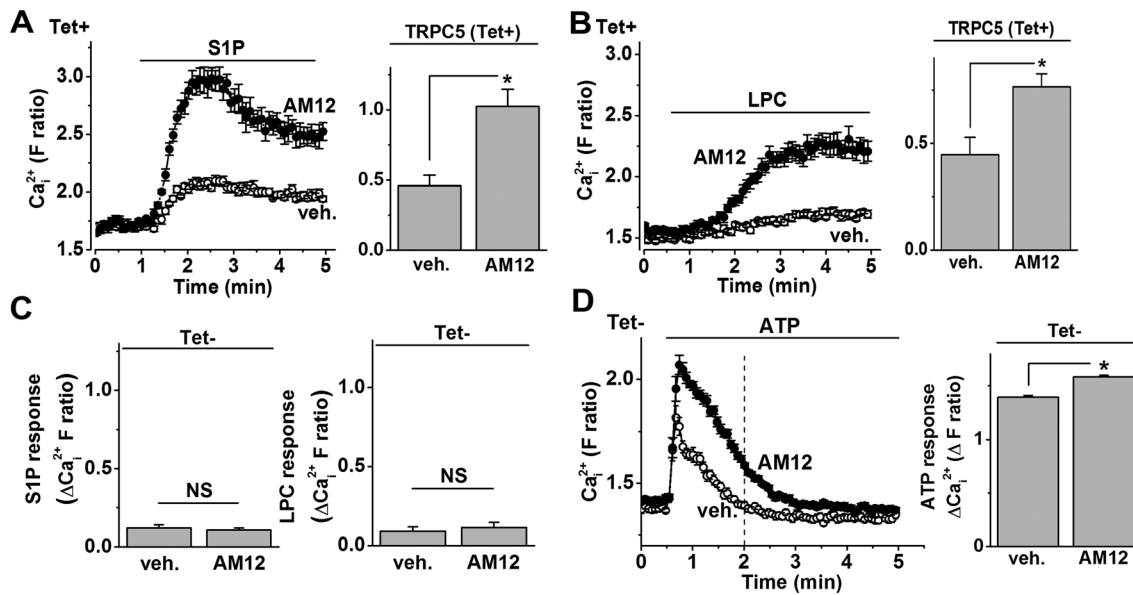 A
Tet+
S1P
TRPC5 (Tet+)
3.0
2.5
2.0
1.5
Ca²⁺ᵢ (F ratio)
AM12
veh.
0 1 2 3 4 5
Time (min)
*
1.0
0.5
0.0
veh. AM12
B
Tet+
LPC
TRPC5 (Tet+)
3.0
2.5
2.0
1.5
Ca²⁺ᵢ (F ratio)
AM12
veh.
0 1 2 3 4 5
Time (min)
*
0.5
0.0
veh. AM12
C
Tet-
S1P response
(ΔCa²⁺ᵢ F ratio)
1.0
0.5
0.0
NS
veh. AM12
Tet-
LPC response
(ΔCa²⁺ᵢ F ratio)
1.0
0.5
0.0
NS
veh. AM12
D
Tet-
ATP
2.0
1.7
1.4
Ca²⁺ᵢ (F ratio)
AM12
veh.
0 1 2 3 4 5
Time (min)
Tet-
ATP response
ΔCa²⁺ᵢ (Δ F ratio)
*
1
0
veh. AM12